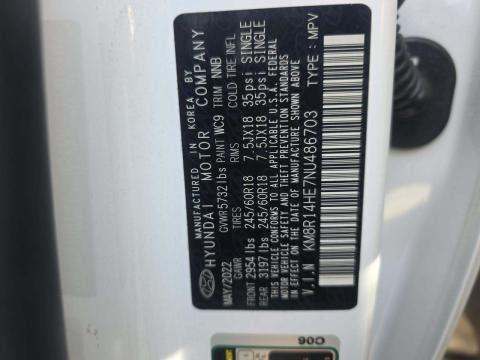 MANUFACTURED IN KOREA BY
HYUNDAI MOTOR COMPANY
MAY/2022 GVWR 5732 lbs PAINT WC9 TRIM NNB
GAWR TIRES RIMS COLD TIRE INFL.
FRONT 2954 lbs 245/60R18 7.5JX18 35psi SINGLE
REAR 3197 lbs 245/60R18 7.5JX18 35psi SINGLE
THIS VEHICLE CONFORMS TO ALL APPLICABLE U.S.A. FEDERAL
MOTOR VEHICLE SAFETY AND THEFT PREVENTION STANDARDS
IN EFFECT ON THE DATE OF MANUFACTURE SHOWN ABOVE.
V.I.N KM8R14HE7NU486703 TYPE : MPV
C06